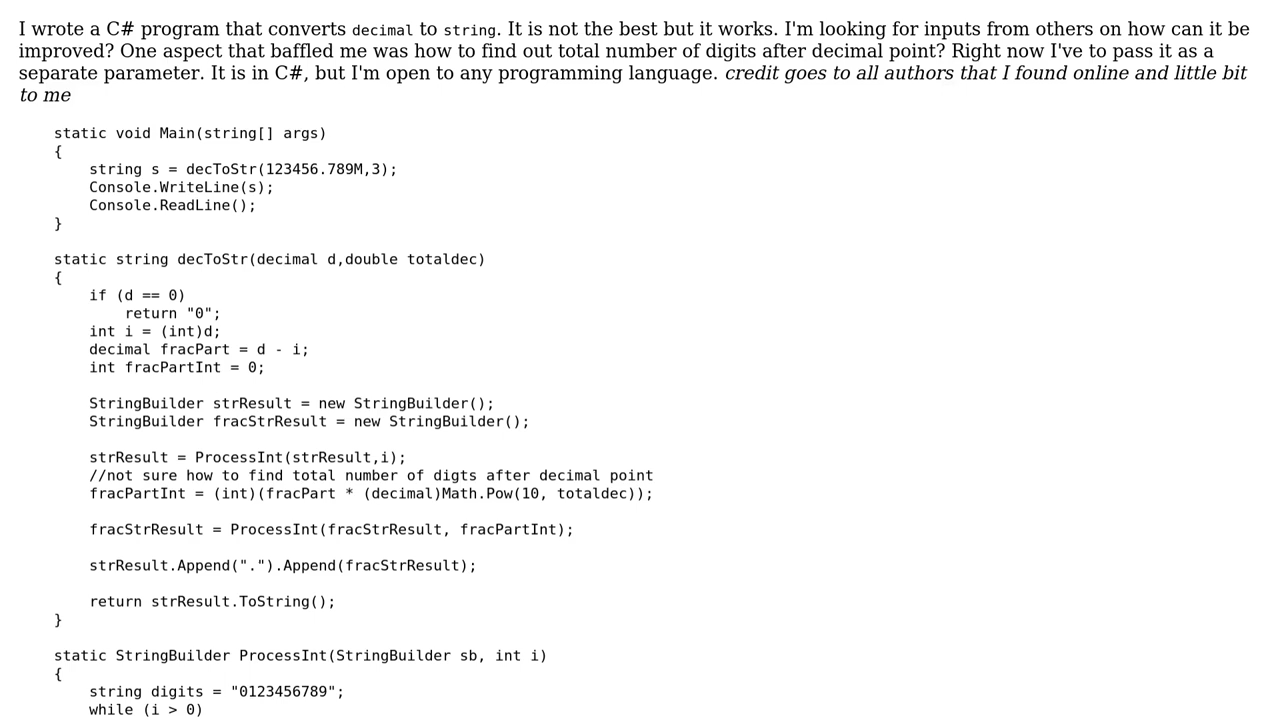 I wrote a C# program that converts decimal to string. It is not the best but it works. I'm looking for inputs from others on how can it be
improved? One aspect that baffled me was how to find out total number of digits after decimal point? Right now I've to pass it as a
separate parameter. It is in C#, but I'm open to any programming language. credit goes to all authors that I found online and little bit
to me
static void Main(string[] args)
{
    string s = decToStr(123456.789M,3);
    Console.WriteLine(s);
    Console.ReadLine();
}
static string decToStr(decimal d,double totaldec)
{
    if (d == 0)
        return "0";
    int i = (int)d;
    decimal fracPart = d - i;
    int fracPartInt = 0;
    StringBuilder strResult = new StringBuilder();
    StringBuilder fracStrResult = new StringBuilder();
    strResult = ProcessInt(strResult,i);
    //not sure how to find total number of digts after decimal point
    fracPartInt = (int)(fracPart * (decimal)Math.Pow(10, totaldec));
    fracStrResult = ProcessInt(fracStrResult, fracPartInt);
    strResult.Append(".").Append(fracStrResult);
    return strResult.ToString();
}
static StringBuilder ProcessInt(StringBuilder sb, int i)
{
    string digits = "0123456789";
    while (i > 0)